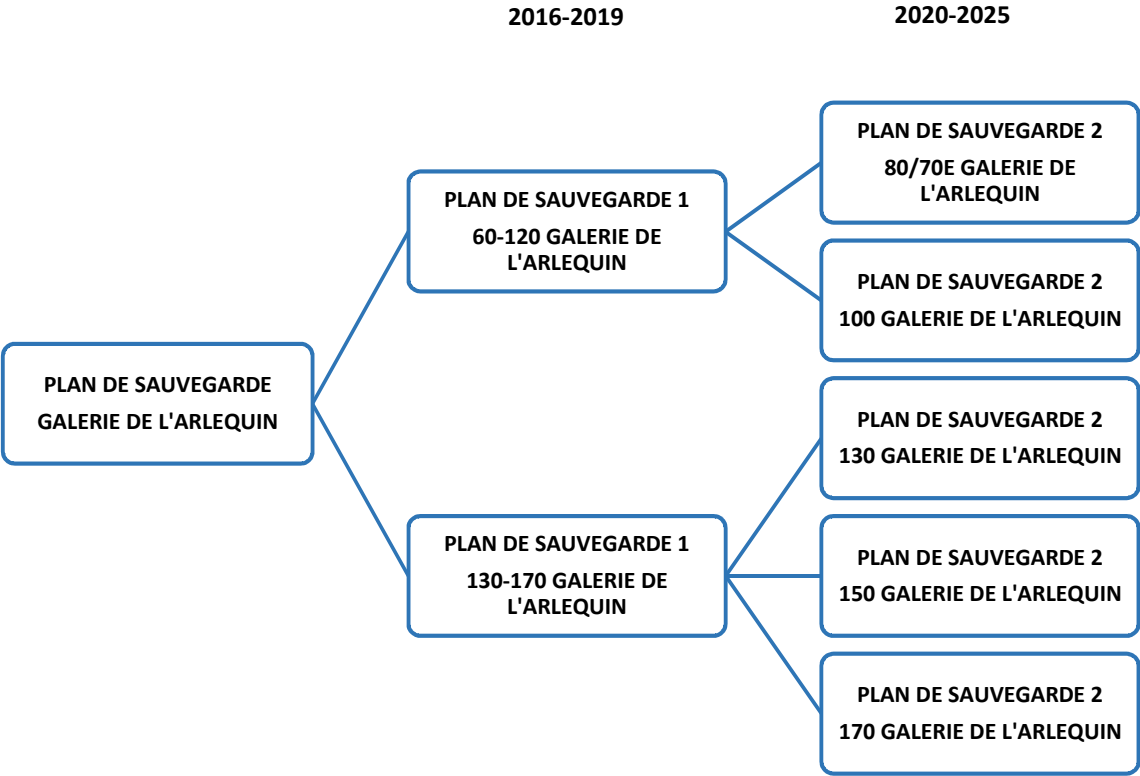 2016-2019
2020-2025
PLAN DE SAUVEGARDE
GALERIE DE L'ARLEQUIN
PLAN DE SAUVEGARDE 1
60-120 GALERIE DE
L'ARLEQUIN
PLAN DE SAUVEGARDE 2
80/70E GALERIE DE
L'ARLEQUIN
PLAN DE SAUVEGARDE 2
100 GALERIE DE L'ARLEQUIN
PLAN DE SAUVEGARDE 1
130-170 GALERIE DE
L'ARLEQUIN
PLAN DE SAUVEGARDE 2
130 GALERIE DE L'ARLEQUIN
PLAN DE SAUVEGARDE 2
150 GALERIE DE L'ARLEQUIN
PLAN DE SAUVEGARDE 2
170 GALERIE DE L'ARLEQUIN